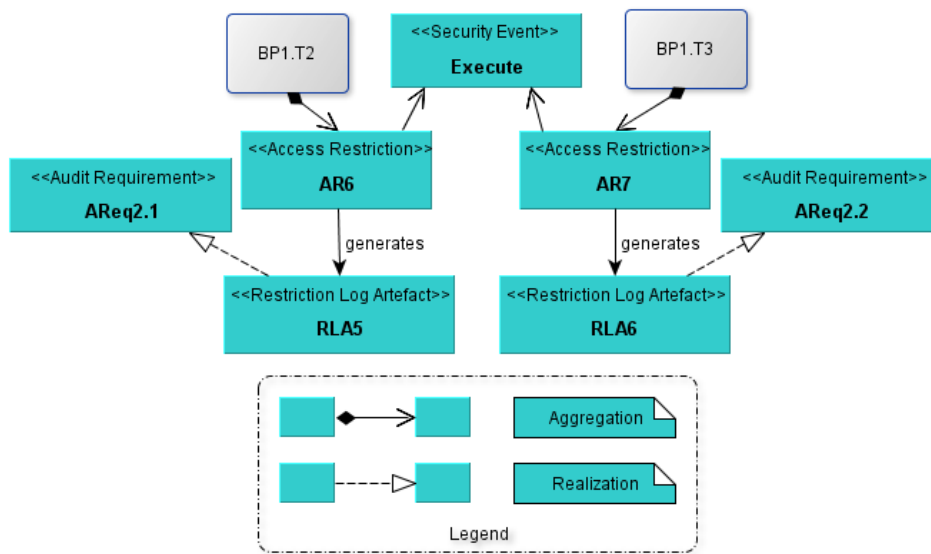 BP1.T2
<<Security Event>>
Execute
BP1.T3
<<Access Restriction>>
AR6
<<Access Restriction>>
AR7
<<Audit Requirement>>
AReq2.1
<<Audit Requirement>>
AReq2.2
generates
generates
<<Restriction Log Artefact>>
RLA5
<<Restriction Log Artefact>>
RLA6
Aggregation
Realization
Legend